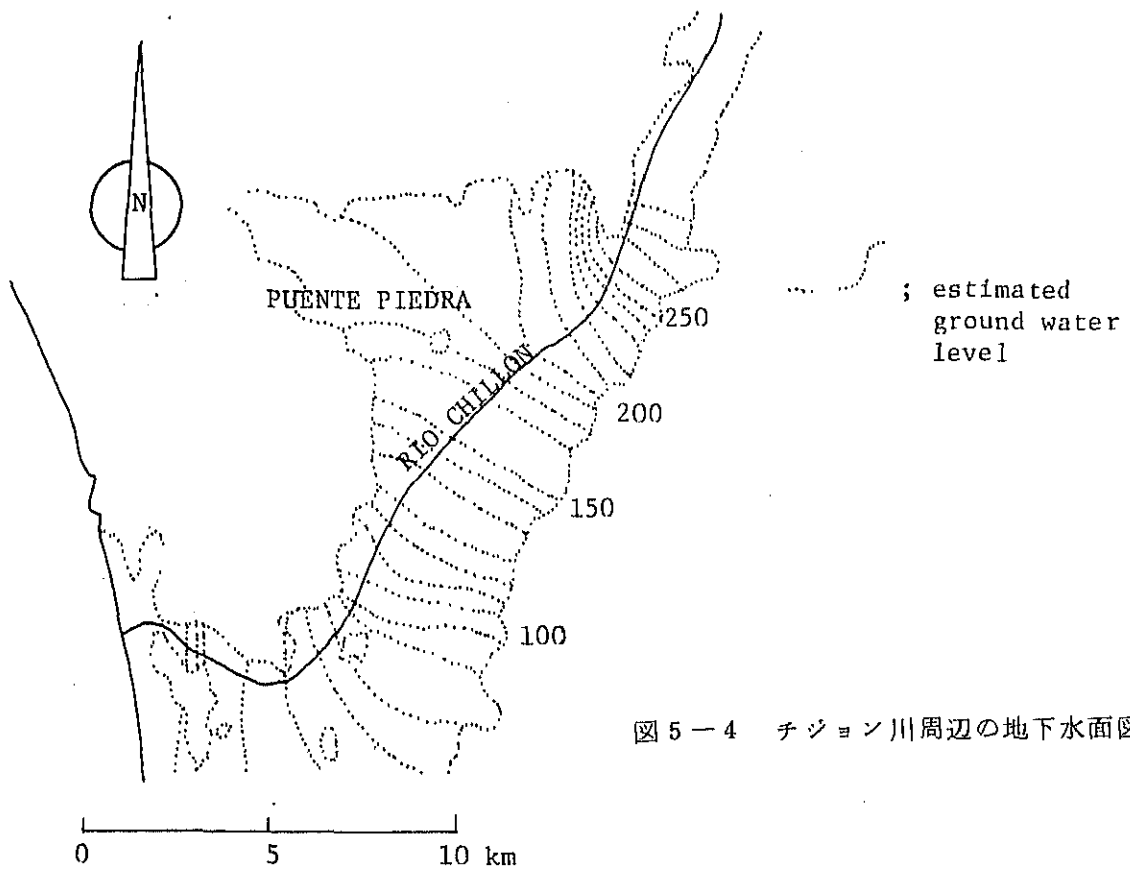 N
PUENTE PIEDRA
RIO CHILLÓN
250
200
150
100
; estimated
ground water
level
図5-4 チジョン川周辺の地下水面図
0 5 10 km